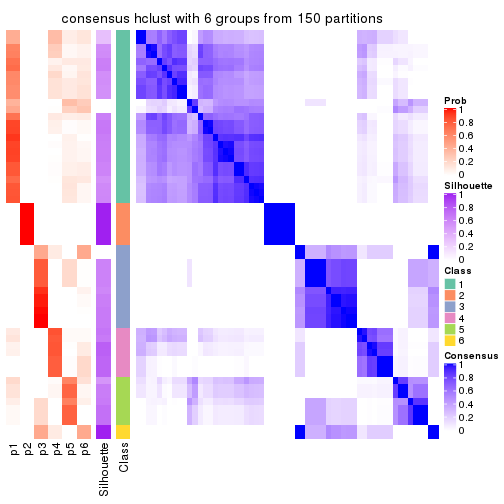 consensus hclust with 6 groups from 150 partitions
Prob
1
0.8
0.6
0.4
0.2
0
Silhouette
1
0.8
0.6
0.4
0.2
0
Class
1
2
3
4
5
6
Consensus
1
0.8
0.6
0.4
0.2
0
p1
p2
p3
p4
p5
p6
Silhouette
Class